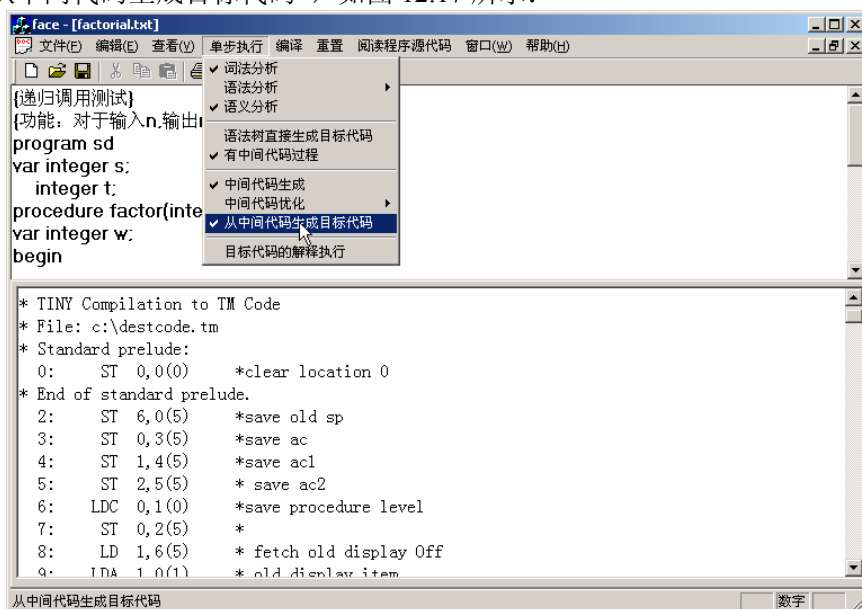 face - [factorial.txt]
文件(F) 编辑(E) 查看(V) 单步执行 编译 重置 阅读程序源代码 窗口(W) 帮助(H)
✓ 词法分析
语法分析
✓ 语义分析
语法树直接生成目标代码
✓ 有中间代码过程
✓ 中间代码生成
中间代码优化
✓ 从中间代码生成目标代码
目标代码的解释执行
{递归调用测试}
{功能: 对于输入n,输出
program sd
var integer s;
integer t;
procedure factor(inte
var integer w;
begin
* TINY Compilation to TM Code
* File: c:\destcode.tm
* Standard prelude:
0: ST 0,0(0) *clear location 0
* End of standard prelude.
2: ST 6,0(5) *save old sp
3: ST 0,3(5) *save ac
4: ST 1,4(5) *save ac1
5: ST 2,5(5) * save ac2
6: LDC 0,1(0) *save procedure level
7: ST 0,2(5) *
8: LD 1,6(5) * fetch old display Off
9: LDA 1,0(1) * old display item
从中间代码生成目标代码
数字